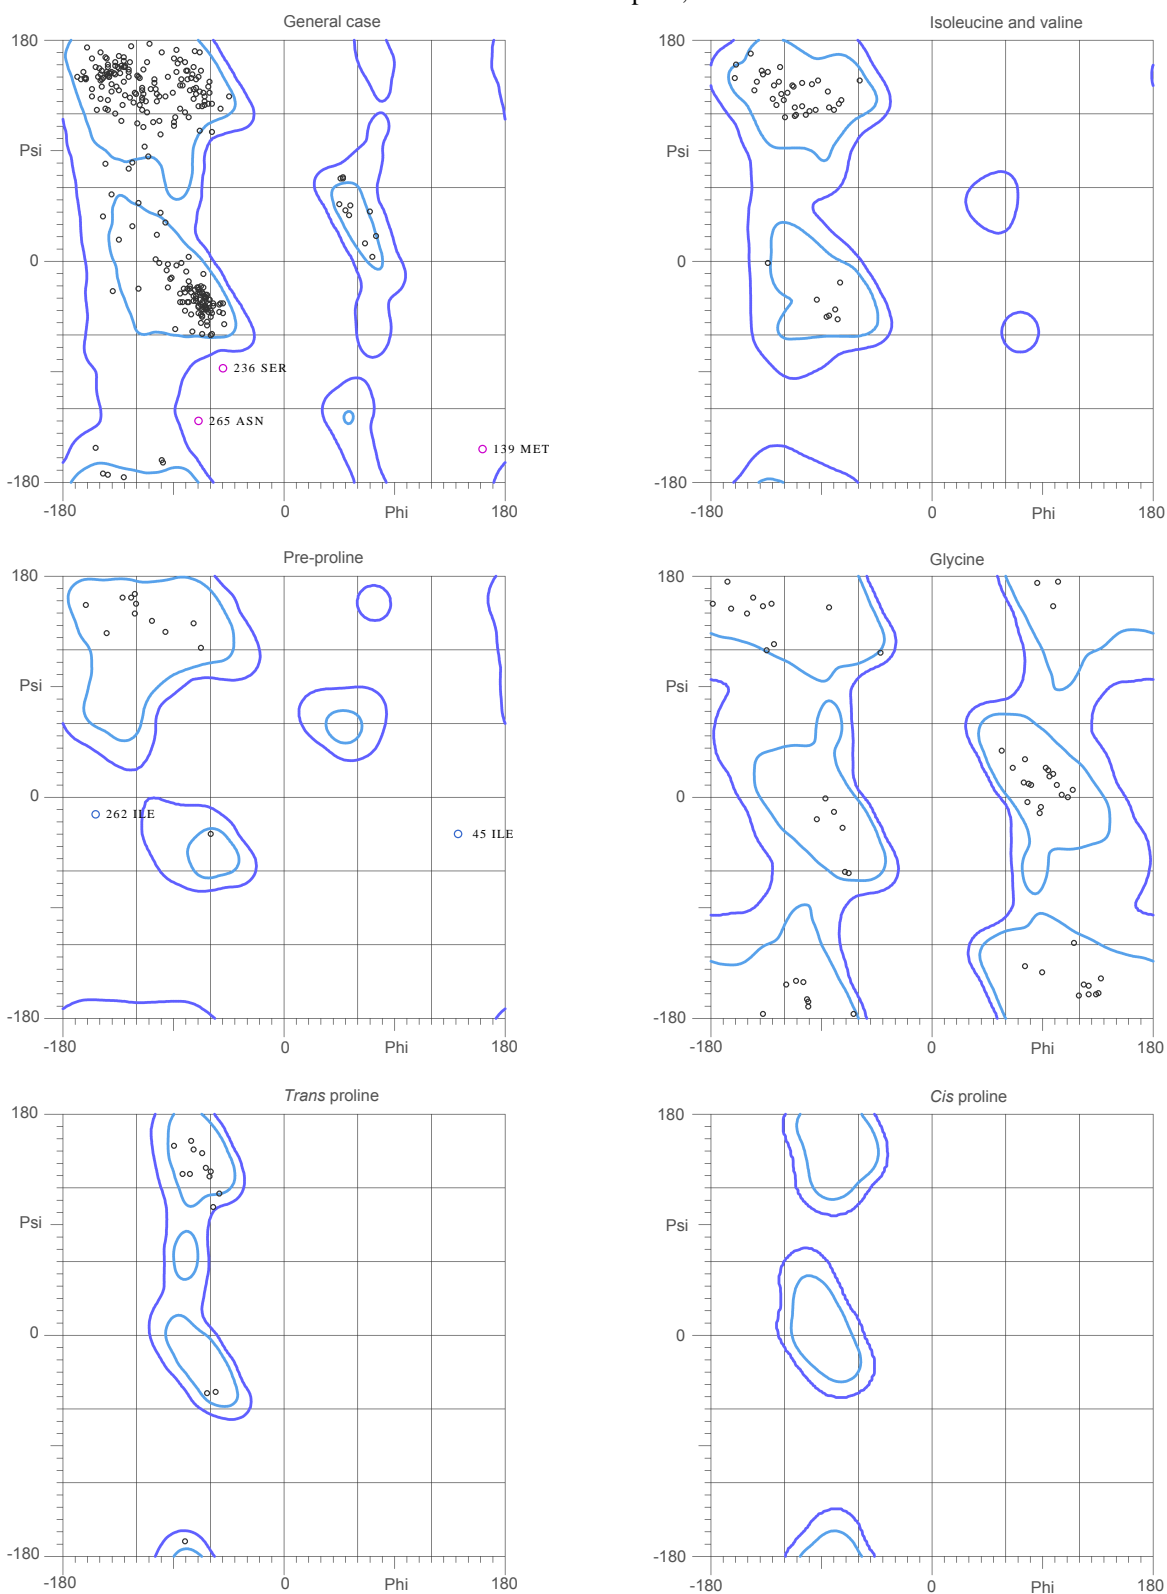 General case
Isoleucine and valine
180
180
Psi
Psi
0
0
236 SER
265 ASN
139 MET
-180
-180
-180
0
Phi
180
-180
0
Phi
180
Pre-proline
Glycine
180
180
Psi
Psi
0
0
262 ILE
45 ILE
-180
-180
-180
0
Phi
180
-180
0
Phi
180
Trans proline
Cis proline
180
180
Psi
Psi
0
0
-180
-180
-180
0
Phi
180
-180
0
Phi
180